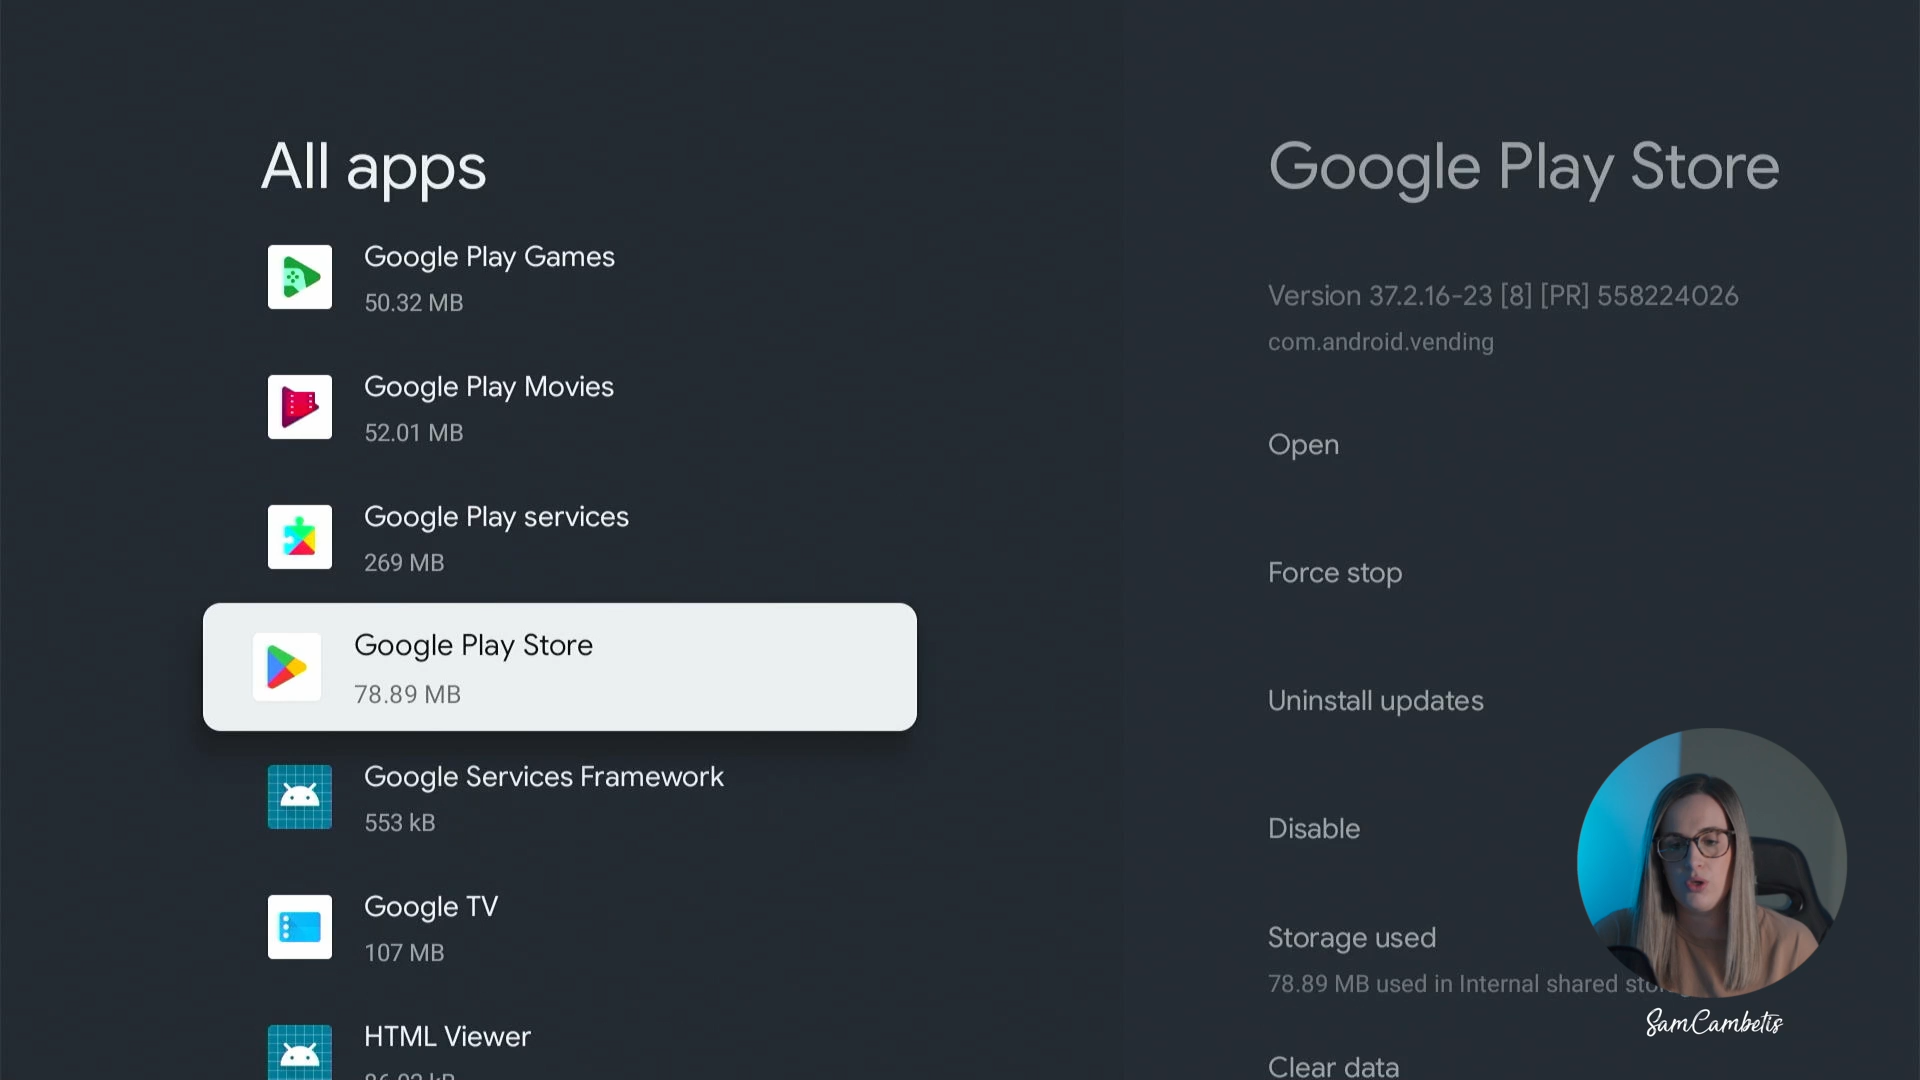 All apps
Google Play Games
50.32 MB
Google Play Movies
52.01 MB
Google Play services
269 MB
Google Play Store
78.89 MB
Google Services Framework
553 kB
Google TV
107 MB
HTML Viewer
Google Play Store
Version 37.2.16-23 [8] [PR] 558224026
com.android.vending
Open
Force stop
Uninstall updates
Disable
Storage used
78.89 MB used in Internal shared
Clear data
SamCambetis